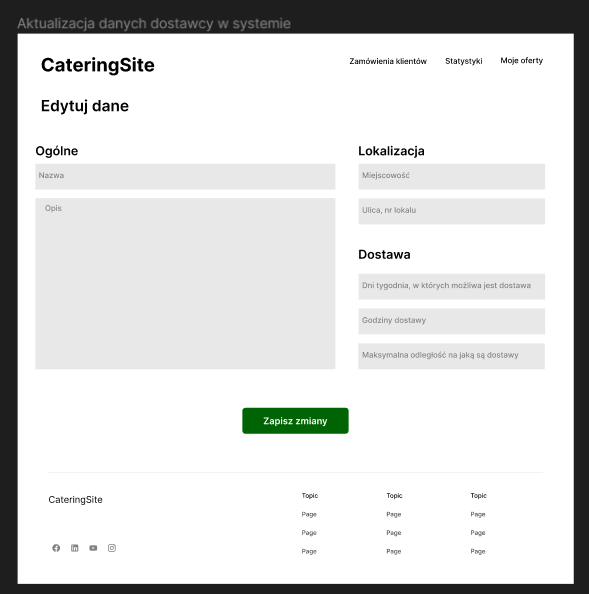 Aktualizacja danych dostawcy w systemie
CateringSite
Zamówienia klientów Statystyki Moje oferty
Edytuj dane
Ogólne
Nazwa
Opis
Lokalizacja
Miejscowość
Ulica, nr lokalu
Dostawa
Dni tygodnia, w których możliwa jest dostawa
Godziny dostawy
Maksymalna odległość na jaką są dostawy
Zapisz zmiany
CateringSite
Topic Topic Topic
Page Page Page
Page Page Page
Page Page Page